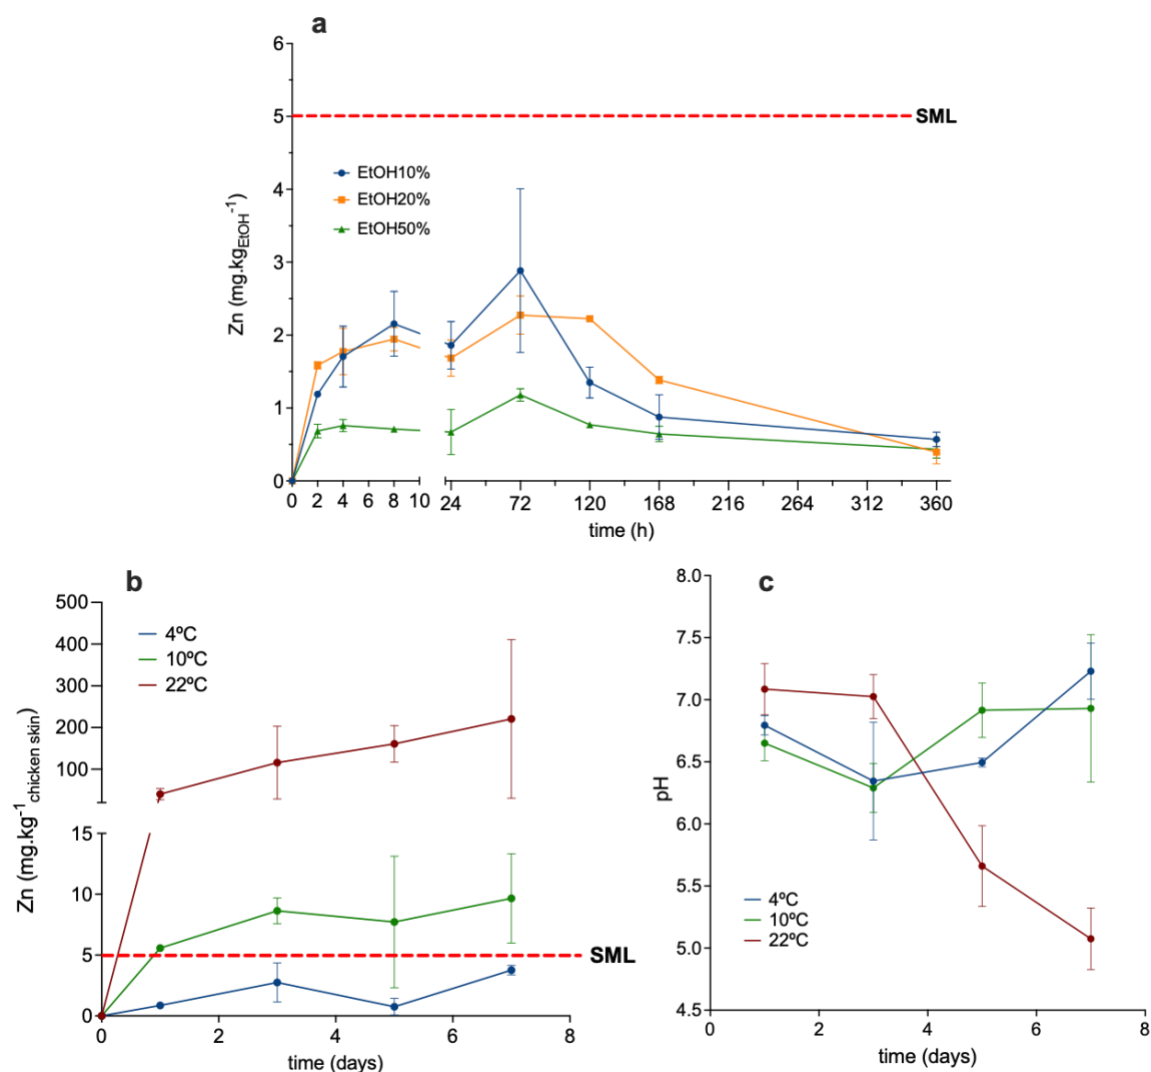 a
6
5
4
3
2
1
0
SML
EtOH10%
EtOH20%
EtOH50%
Zn (mg.kgEtOH⁻¹)
0 2 4 6 8 10 24 72 120 168 216 264 312 360
time (h)
b
500
400
300
200
100
15
10
5
0
4ºC
10ºC
22ºC
SML
Zn (mg.kg⁻¹chicken skin)
0 2 4 6 8
time (days)
c
8.0
7.5
7.0
6.5
6.0
5.5
5.0
4.5
pH
4ºC
10ºC
22ºC
0 2 4 6 8
time (days)